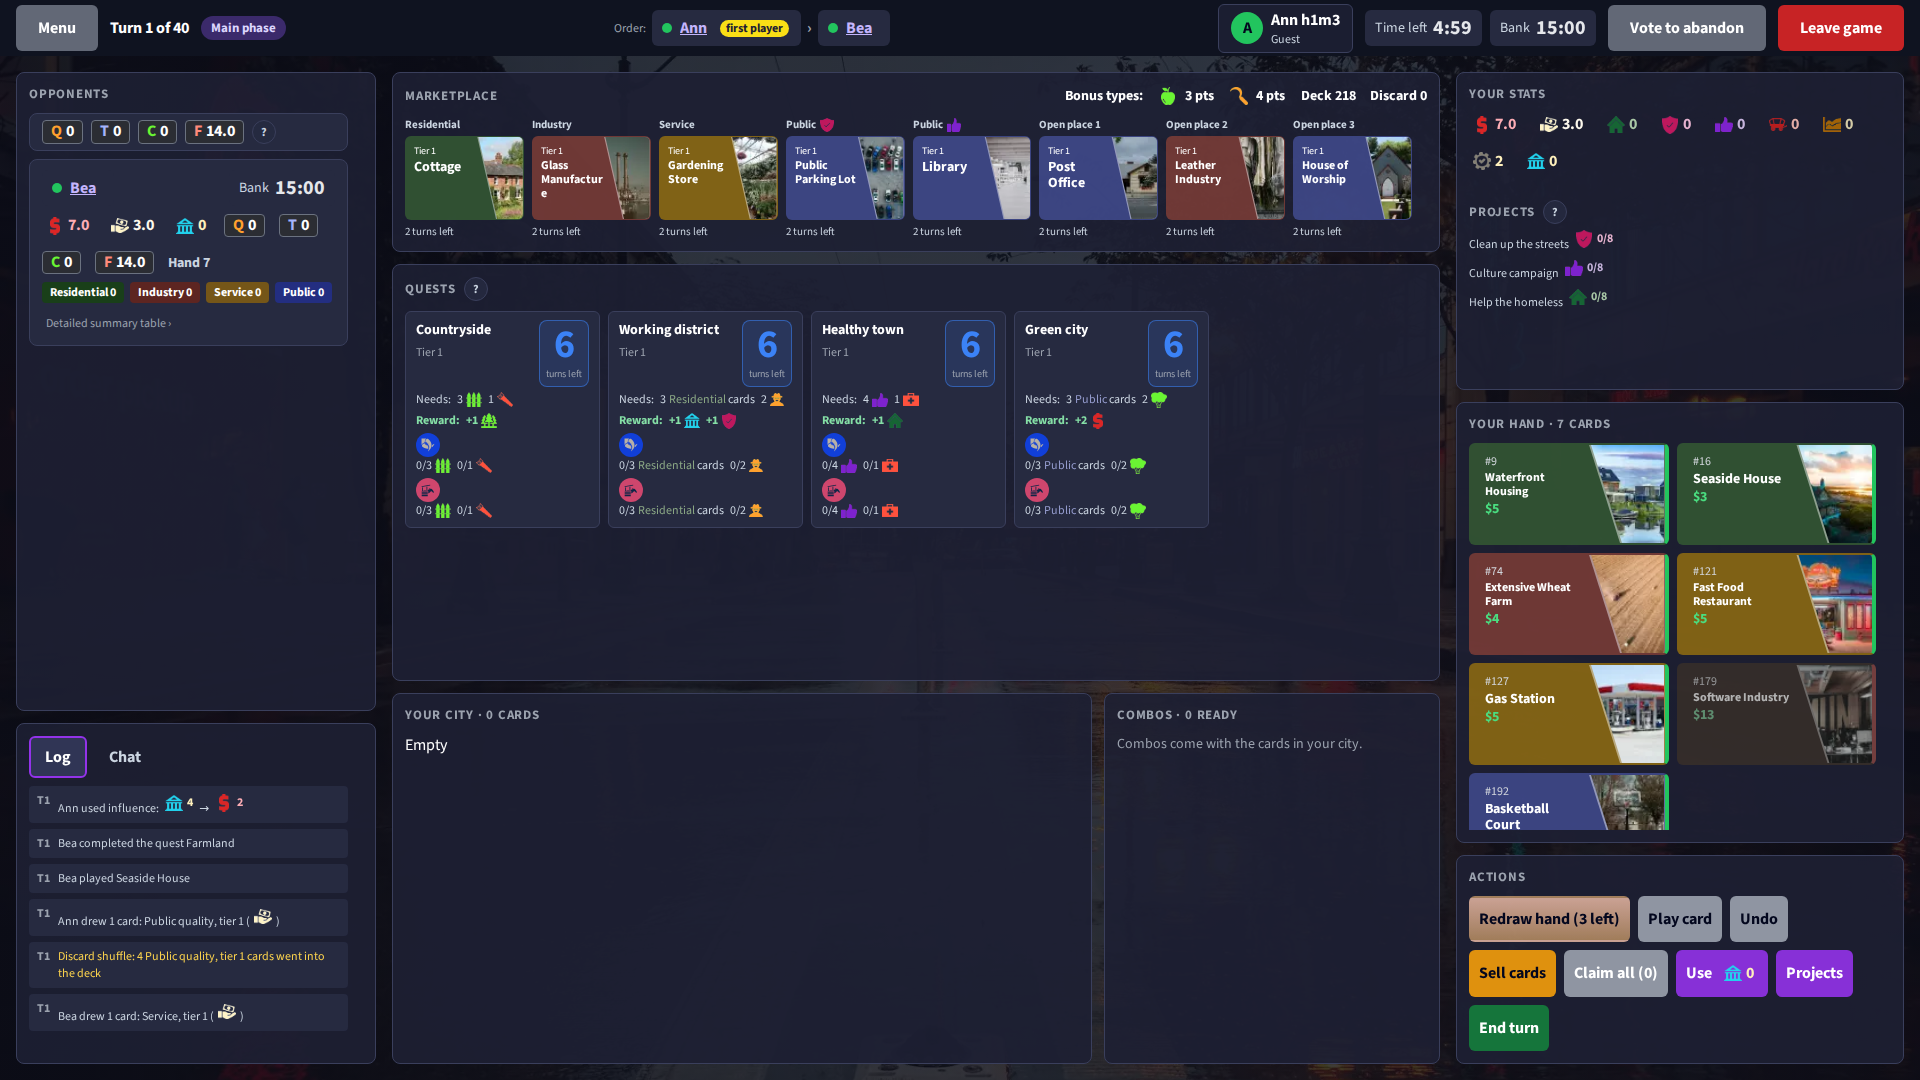 Menu
Turn 1 of 40
Main phase
Order:
Ann
first player
›
Bea
A
Ann h1m3
Guest
Time left 4:59
Bank 15:00
Vote to abandon
Leave game
OPPONENTS
Q 0
T 0
C 0
F 14.0
?
Bea
Bank 15:00
7.0
3.0
0
Q 0
T 0
C 0
F 14.0
Hand 7
Residential 0
Industry 0
Service 0
Public 0
Detailed summary table ›
MARKETPLACE
Bonus types:
3 pts
4 pts
Deck 218
Discard 0
Residential
Tier 1
Cottage
2 turns left
Industry
Tier 1
Glass
Manufactur
e
2 turns left
Service
Tier 1
Gardening
Store
2 turns left
Public
Tier 1
Public
Parking Lot
2 turns left
Public
Tier 1
Library
2 turns left
Open place 1
Tier 1
Post
Office
2 turns left
Open place 2
Tier 1
Leather
Industry
2 turns left
Open place 3
Tier 1
House of
Worship
2 turns left
QUESTS
?
Countryside
Tier 1
6
turns left
Needs: 3 1
Reward: +1
0/3 0/1
0/3 0/1
Working district
Tier 1
6
turns left
Needs: 3 Residential cards 2
Reward: +1 +1
0/3 Residential cards 0/2
0/3 Residential cards 0/2
Healthy town
Tier 1
6
turns left
Needs: 4 1
Reward: +1
0/4 0/1
0/4 0/1
Green city
Tier 1
6
turns left
Needs: 3 Public cards 2
Reward: +2
0/3 Public cards 0/2
0/3 Public cards 0/2
YOUR STATS
7.0
3.0
0
0
0
0
0
2
0
PROJECTS
?
Clean up the streets 0/8
Culture campaign 0/8
Help the homeless 0/8
YOUR HAND · 7 CARDS
#9
Waterfront
Housing
$5
#16
Seaside House
$3
#74
Extensive Wheat
Farm
$4
#121
Fast Food
Restaurant
$5
#127
Gas Station
$5
#179
Software Industry
$13
#192
Basketball
Court
YOUR CITY · 0 CARDS
Empty
COMBOS · 0 READY
Combos come with the cards in your city.
Log
Chat
T1 Ann used influence: 4 → 2
T1 Bea completed the quest Farmland
T1 Bea played Seaside House
T1 Ann drew 1 card: Public quality, tier 1 ( )
T1 Discard shuffle: 4 Public quality, tier 1 cards went into
the deck
T1 Bea drew 1 card: Service, tier 1 ( )
ACTIONS
Redraw hand (3 left)
Play card
Undo
Sell cards
Claim all (0)
Use 0
Projects
End turn